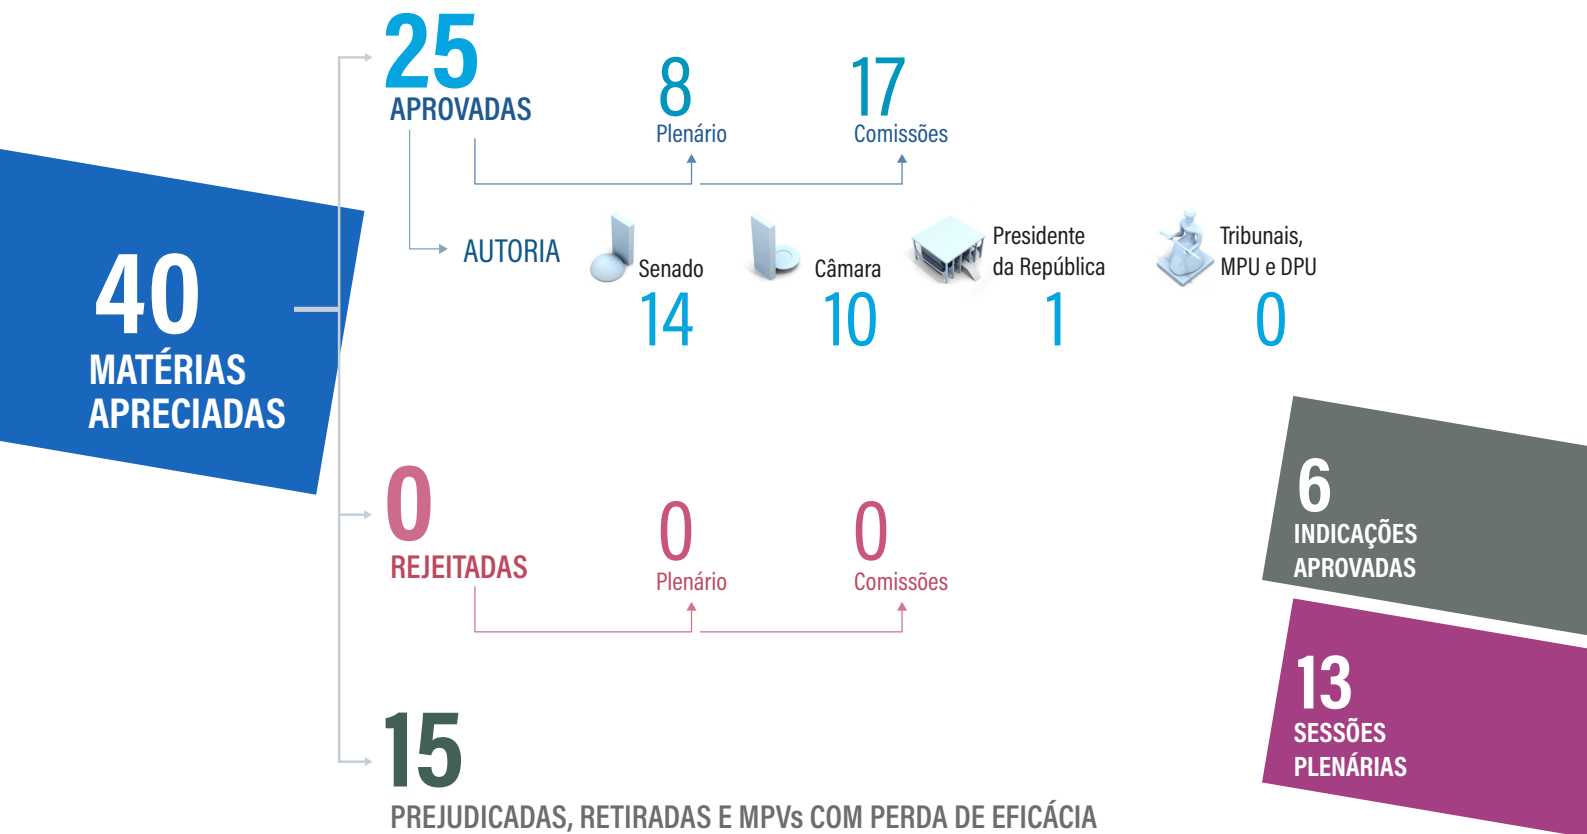 40
MATÉRIAS
APRECIADAS
25
APROVADAS
8
Plenário
17
Comissões
AUTORIA
Senado
14
Câmara
10
Presidente
da República
1
Tribunais,
MPU e DPU
0
0
REJEITADAS
0
Plenário
0
Comissões
15
PREJUDICADAS, RETIRADAS E MPVs COM PERDA DE EFICÁCIA
6
INDICAÇÕES
APROVADAS
13
SESSÕES
PLENÁRIAS